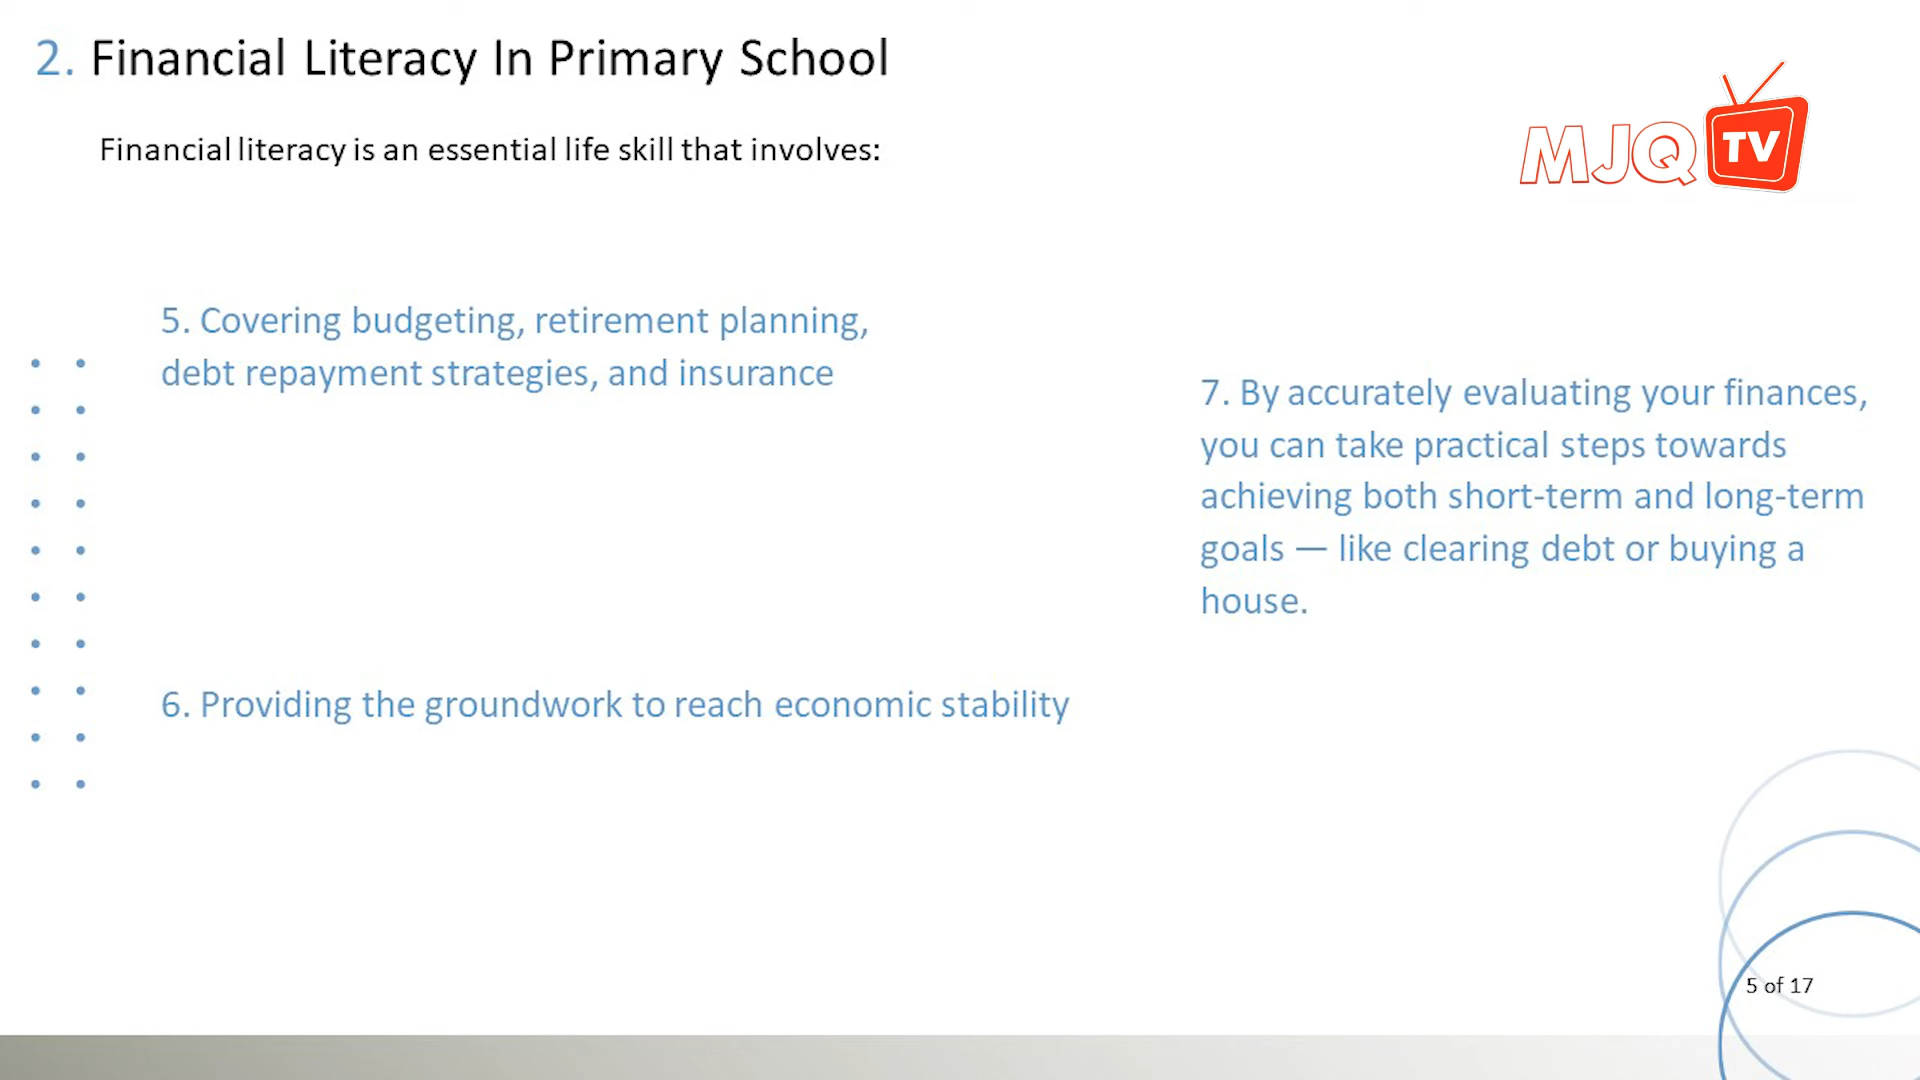 2. Financial Literacy In Primary School
Financial literacy is an essential life skill that involves:
MJQ TV
5. Covering budgeting, retirement planning,
debt repayment strategies, and insurance
6. Providing the groundwork to reach economic stability
7. By accurately evaluating your finances,
you can take practical steps towards
achieving both short-term and long-term
goals — like clearing debt or buying a
house.
5 of 17